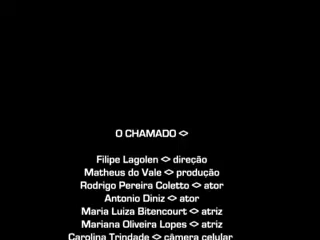 O CHAMADO <>
Filipe Lagolen <> direção
Matheus do Vale <> produção
Rodrigo Pereira Coletto <> ator
Antonio Diniz <> ator
Maria Luiza Bitencourt <> atriz
Mariana Oliveira Lopes <> atriz
Carolina Trindade <> câmera celular